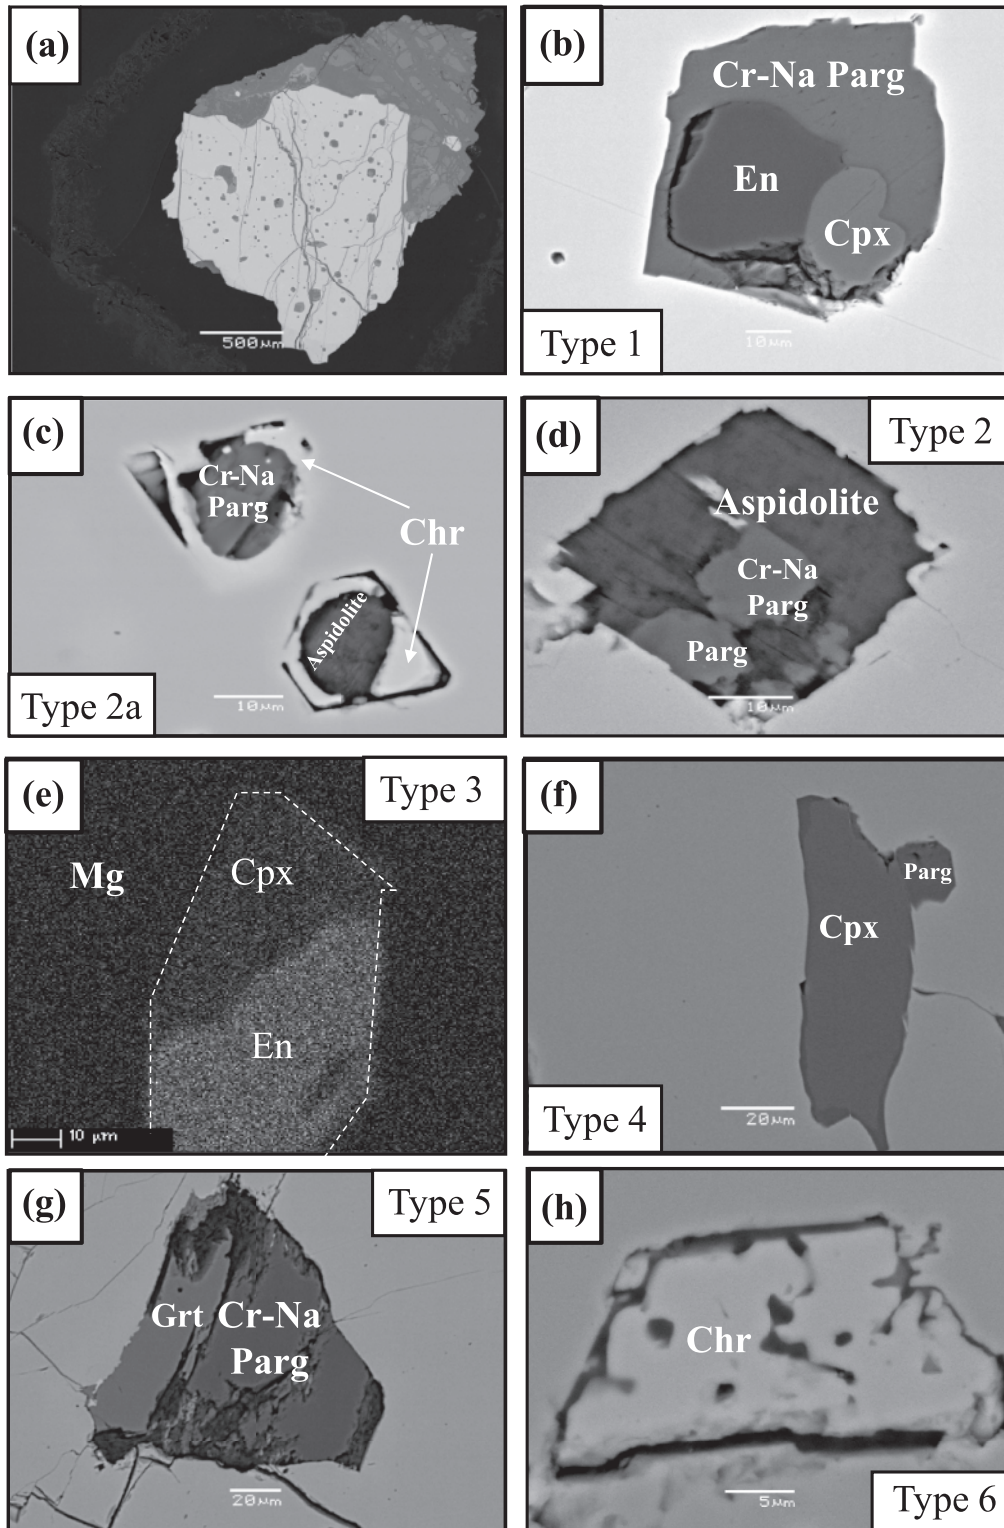 (a)
500µm
(b)
Cr-Na Parg
En
Cpx
Type 1
10µm
(c)
Cr-Na
Parg
Chr
Aspidolite
Type 2a
10µm
(d)
Type 2
Aspidolite
Cr-Na
Parg
Parg
10µm
(e)
Type 3
Mg
Cpx
En
10 µm
(f)
Parg
Cpx
Type 4
20µm
(g)
Type 5
Grt Cr-Na
Parg
20µm
(h)
Chr
5µm
Type 6